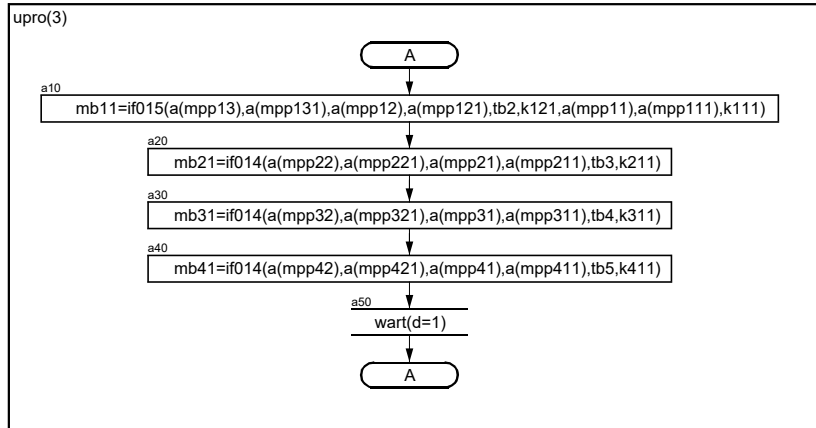 upro(3)
A
a10
mb11=if015(a(mpp13),a(mpp131),a(mpp12),a(mpp121),tb2,k121,a(mpp11),a(mpp111),k111)
a20
mb21=if014(a(mpp22),a(mpp221),a(mpp21),a(mpp211),tb3,k211)
a30
mb31=if014(a(mpp32),a(mpp321),a(mpp31),a(mpp311),tb4,k311)
a40
mb41=if014(a(mpp42),a(mpp421),a(mpp41),a(mpp411),tb5,k411)
a50
wart(d=1)
A